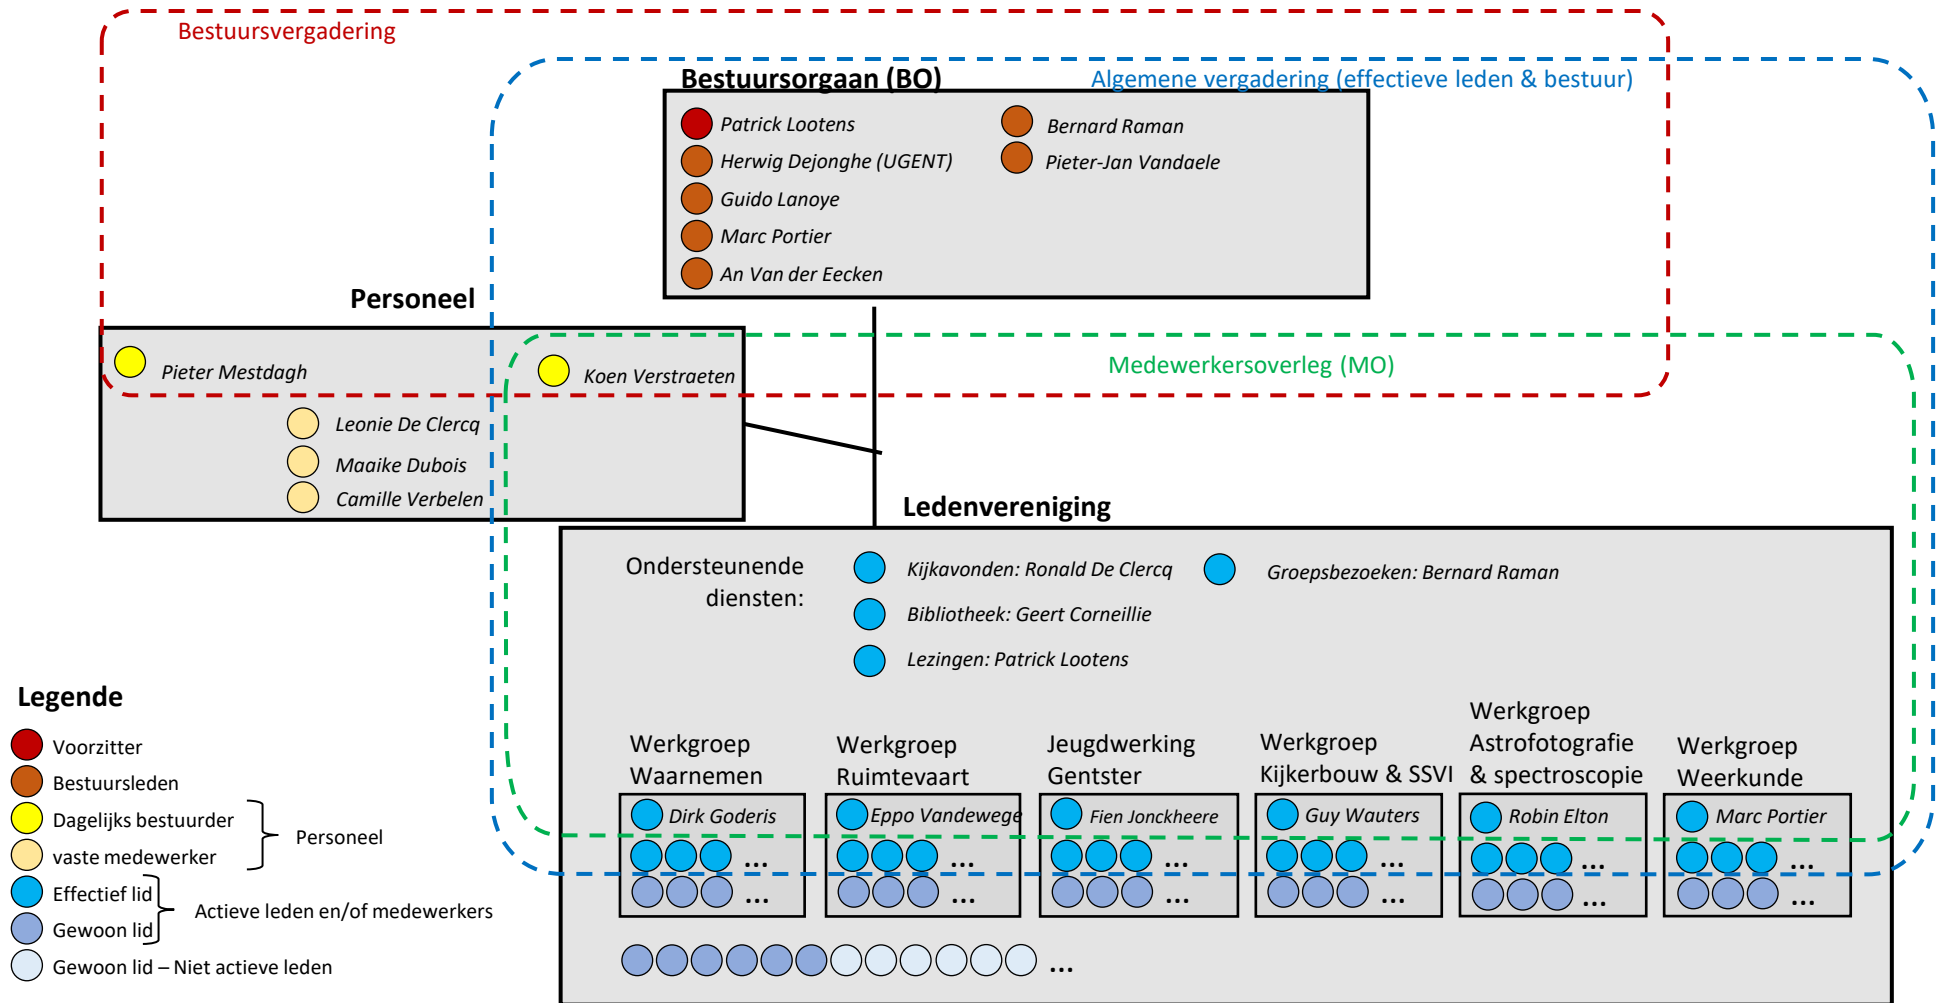 Bestuursvergadering
Algemene vergadering (effectieve leden & bestuur)
Bestuursorgaan (BO)
Patrick Lootens
Herwig Dejonghe (UGENT)
Guido Lanoye
Marc Portier
An Van der Eecken
Bernard Raman
Pieter-Jan Vandaele
Personeel
Pieter Mestdagh
Koen Verstraeten
Leonie De Clercq
Maaike Dubois
Camille Verbelen
Medewerkersoverleg (MO)
Ledenvereniging
Ondersteunende
diensten:
Kijkavonden: Ronald De Clercq
Bibliotheek: Geert Corneillie
Lezingen: Patrick Lootens
Groepsbezoeken: Bernard Raman
Werkgroep
Waarnemen
Dirk Goderis
...
...
Werkgroep
Ruimtevaart
Eppo Vandewege
...
...
Jeugdwerking
Gentster
Fien Jonckheere
...
...
Werkgroep
Kijkerbouw & SSVI
Guy Wauters
...
...
Werkgroep
Astrofotografie
& spectroscopie
Robin Elton
...
...
Werkgroep
Weerkunde
Marc Portier
...
...
...
Legende
Voorzitter
Bestuursleden
Dagelijks bestuurder
vaste medewerker
Personeel
Effectief lid
Gewoon lid
Actieve leden en/of medewerkers
Gewoon lid – Niet actieve leden